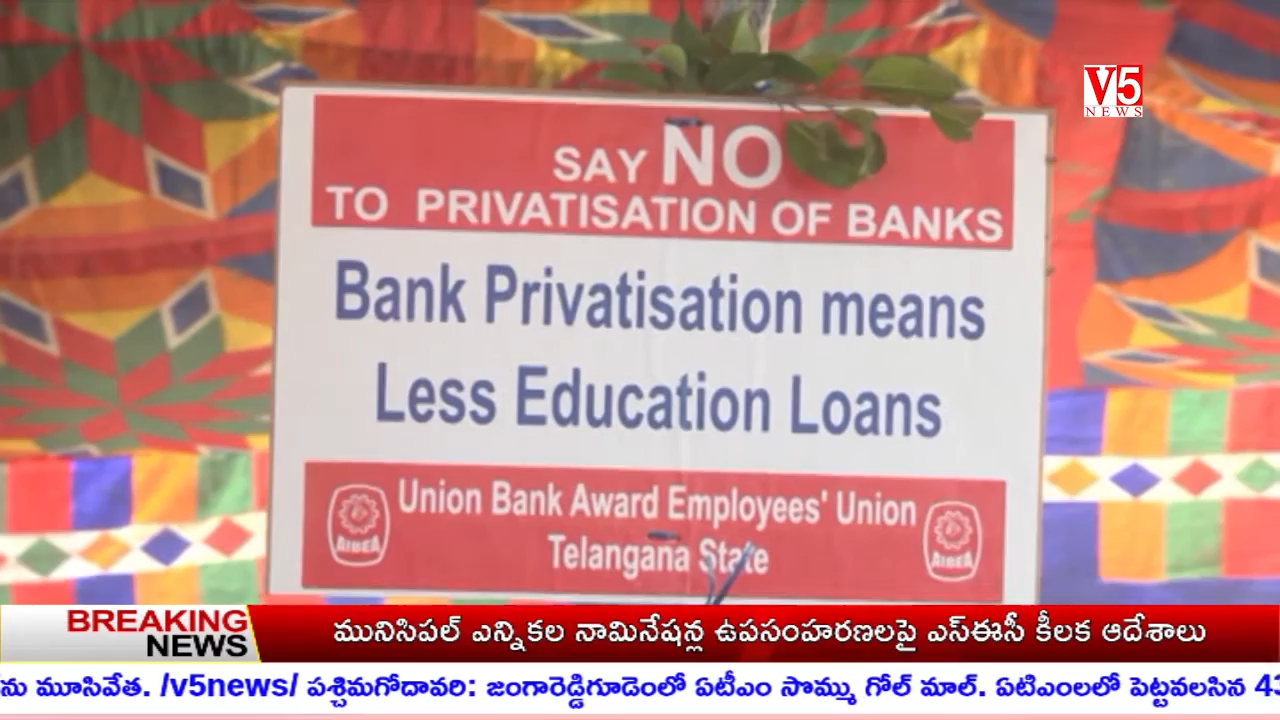 V5
NEWS
SAY NO
TO PRIVATISATION OF BANKS
Bank Privatisation means
Less Education Loans
Union Bank Award Employees' Union
Telangana State
AIBEA
AIBEA
BREAKING
NEWS
మునిసిపల్ ఎన్నికల నామినేషన్ల ఉపసంహరణలపై ఎస్ఈసీ కీలక ఆదేశాలు
ను మూసివేత. /v5news/ పశ్చిమగోదావరి: జంగారెడ్డిగూడెంలో ఏటీఎం సొమ్ము గోల్ మాల్. ఏటిఎంలలో పెట్టవలసిన